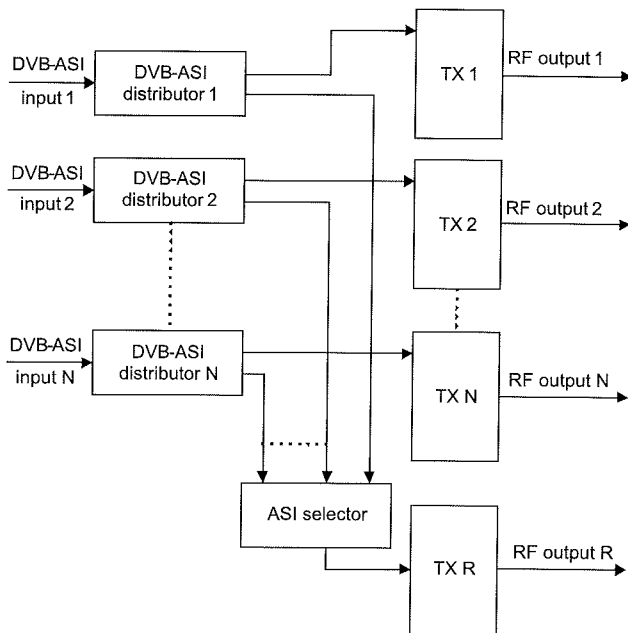 DVB-ASI
input 1
DVB-ASI
distributor 1
TX 1
RF output 1
DVB-ASI
input 2
DVB-ASI
distributor 2
TX 2
RF output 2
DVB-ASI
input N
DVB-ASI
distributor N
TX N
RF output N
ASI selector
TX R
RF output R